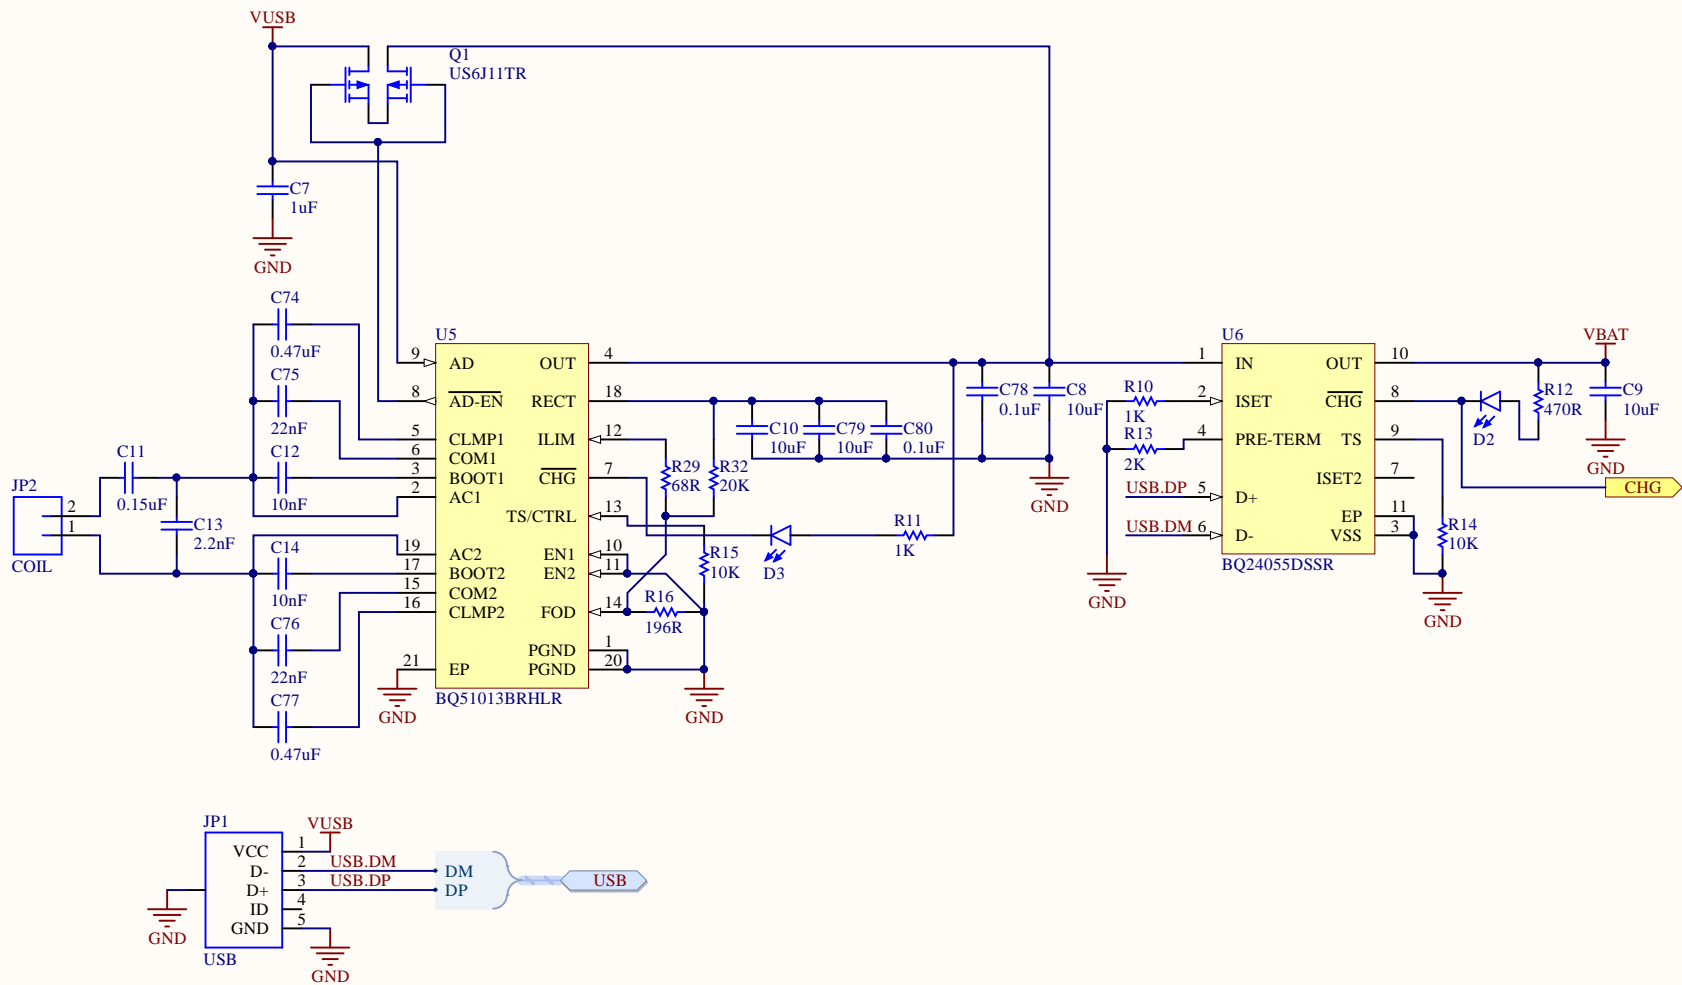 VUSB
Q1
US6J11TR
C7
1uF
GND
C74
0.47uF
C75
22nF
C12
10nF
C11
0.15uF
C13
2.2nF
JP2
2
1
COIL
C14
10nF
C76
22nF
C77
0.47uF
U5
9 AD
8 AD-EN
5 CLMP1
6 COM1
3 BOOT1
2 AC1
19 AC2
17 BOOT2
15 COM2
16 CLMP2
21 EP
GND
OUT 4
RECT 18
ILIM 12
CHG 7
TS/CTRL 13
EN1 10
EN2 11
FOD 14
PGND 1
PGND 20
BQ51013BRHLR
R29
68R
R32
20K
C10
10uF
C79
10uF
C80
0.1uF
C78
0.1uF
C8
10uF
GND
D3
R11
1K
R15
10K
R16
196R
GND
R10
1K
R13
2K
GND
USB.DP
USB.DM
U6
1 IN
2 ISET
4 PRE-TERM
5 D+
6 D-
OUT 10
CHG 8
TS 9
ISET2 7
EP 11
VSS 3
BQ24055DSSR
VBAT
R12
470R
C9
10uF
GND
D2
CHG
R14
10K
GND
JP1
VUSB
VCC 1
D- 2 USB.DM
D+ 3 USB.DP
ID 4
GND 5
USB
GND
GND
DM
DP
USB